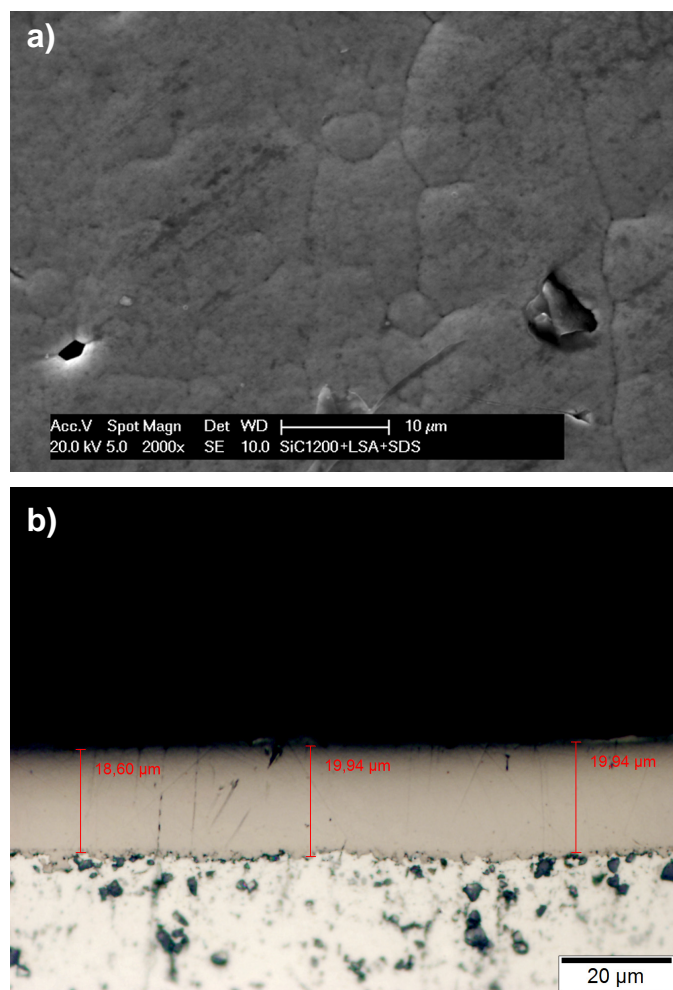 a)
Acc.V Spot Magn Det WD 10 µm
20.0 kV 5.0 2000x SE 10.0 SiC1200+LSA+SDS
b)
18,60 µm
19,94 µm
19,94 µm
20 µm